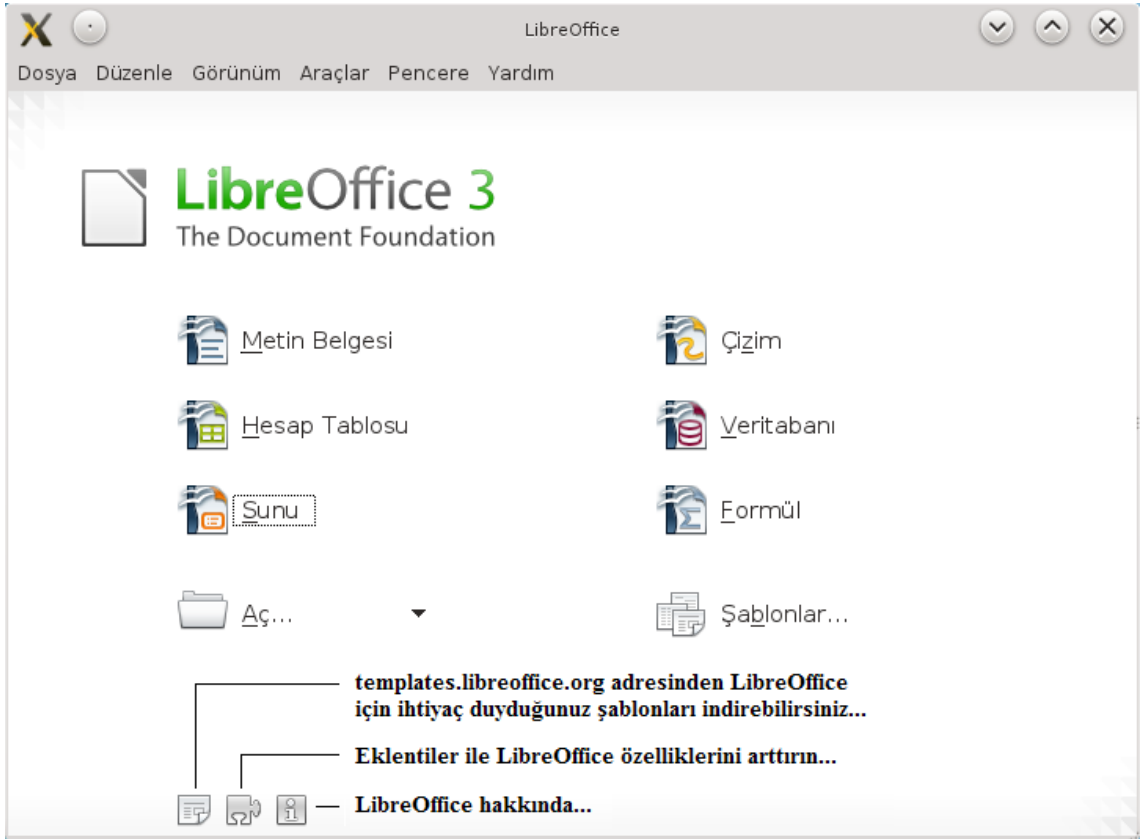 LibreOffice
Dosya Düzenle Görünüm Araçlar Pencere Yardım
LibreOffice 3
The Document Foundation
Metin Belgesi
Çizim
Hesap Tablosu
Veritabanı
Sunu
Formül
Aç...
Şablonlar...
templates.libreoffice.org adresinden LibreOffice
için ihtiyaç duyduğunuz şablonları indirebilirsiniz...
Eklentiler ile LibreOffice özelliklerini arttırın...
LibreOffice hakkında...